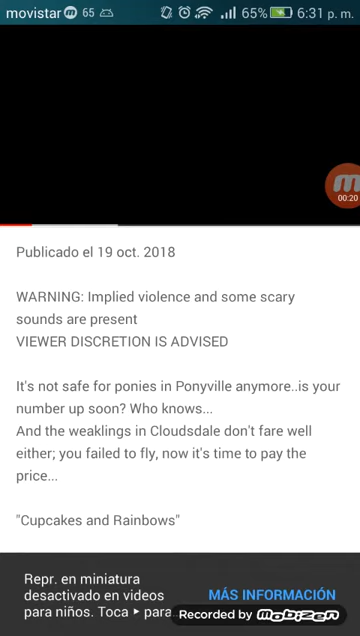 movistar 65 65% 6:31 p. m.
00:20
Publicado el 19 oct. 2018
WARNING: Implied violence and some scary
sounds are present
VIEWER DISCRETION IS ADVISED
It's not safe for ponies in Ponyville anymore..is your
number up soon? Who knows...
And the weaklings in Cloudsdale don't fare well
either; you failed to fly, now it's time to pay the
price...
"Cupcakes and Rainbows"
Repr. en miniatura
desactivado en videos
para niños. Toca ▶ para
MÁS INFORMACIÓN
Recorded by mobizen